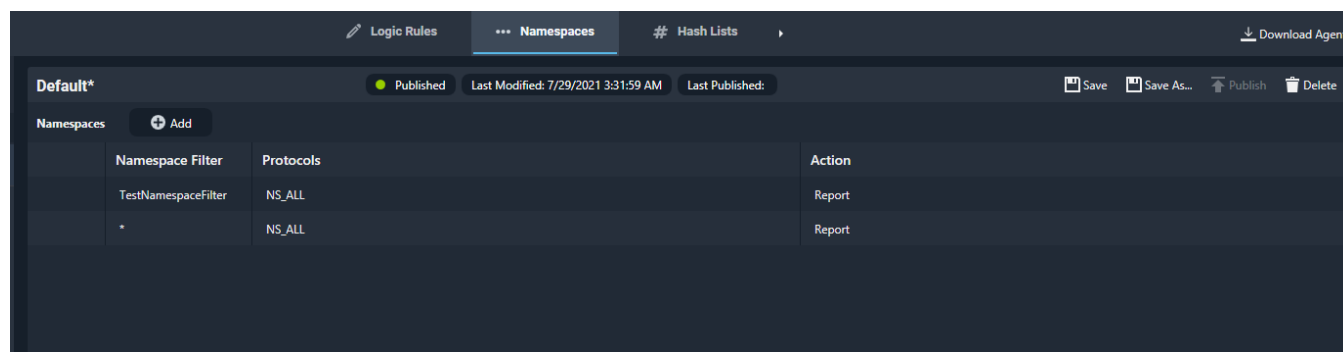 Logic Rules ••• Namespaces # Hash Lists Download Agent
Default* Published Last Modified: 7/29/2021 3:31:59 AM Last Published: Save Save As... Publish Delete
Namespaces Add
Namespace Filter Protocols Action
TestNamespaceFilter NS_ALL Report
* NS_ALL Report